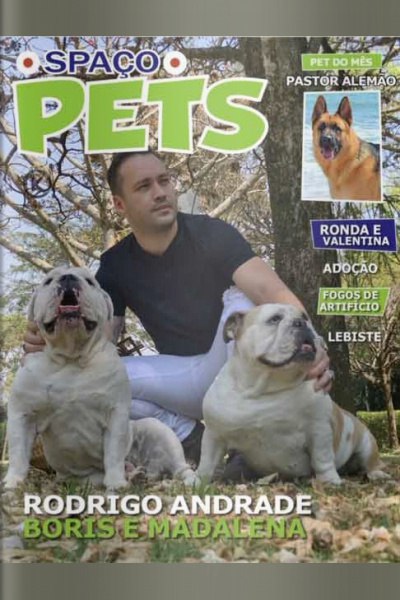 SPAÇO
PETS
PET DO MÊS
PASTOR ALEMÃO
RONDA E
VALENTINA
ADOÇÃO
FOGOS DE
ARTIFÍCIO
LEBISTE
RODRIGO ANDRADE
BORIS E MADALENA